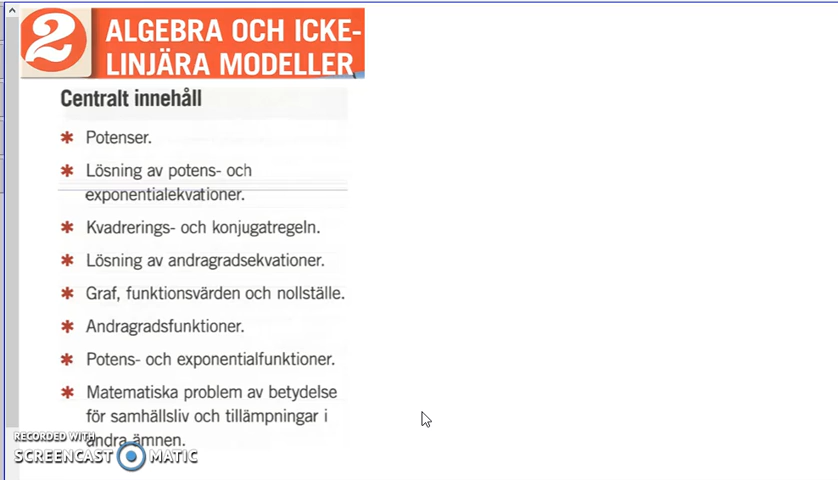 2
ALGEBRA OCH ICKE-
LINJÄRA MODELLER
Centralt innehåll
* Potenser.
* Lösning av potens- och
exponentialekvationer.
* Kvadrerings- och konjugatregeln.
* Lösning av andragradsekvationer.
* Graf, funktionsvärden och nollställe.
* Andragradsfunktioner.
* Potens- och exponentialfunktioner.
* Matematiska problem av betydelse
för samhällsliv och tillämpningar i
andra ämnen.
RECORDED WITH
SCREENCAST MATIC